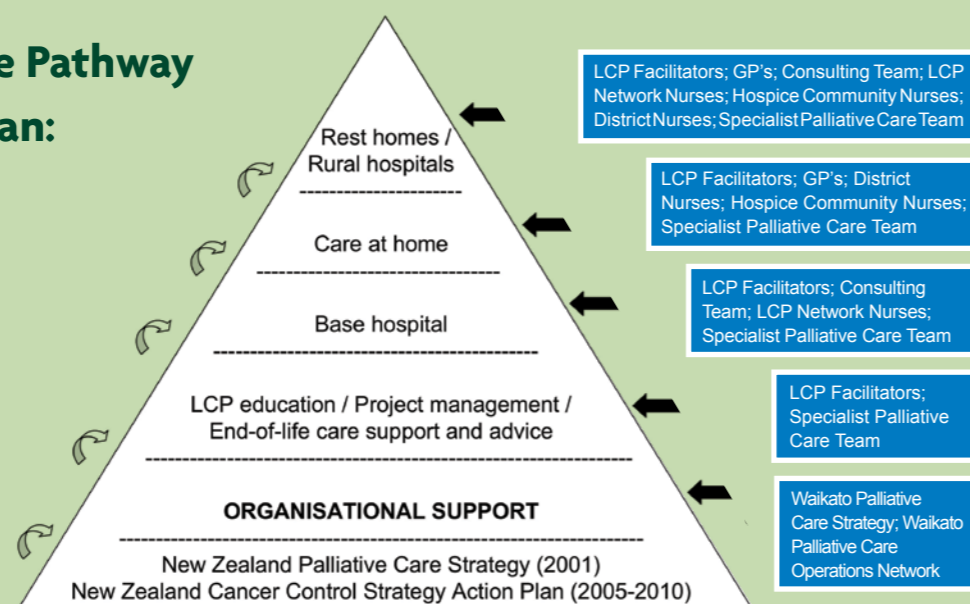 e Pathway
an:
Rest homes /
Rural hospitals
Care at home
Base hospital
LCP education / Project management /
End-of-life care support and advice
ORGANISATIONAL SUPPORT
New Zealand Palliative Care Strategy (2001)
New Zealand Cancer Control Strategy Action Plan (2005-2010)
LCP Facilitators; GP's; Consulting Team; LCP
Network Nurses; Hospice Community Nurses;
District Nurses; Specialist Palliative Care Team
LCP Facilitators; GP's; District
Nurses; Hospice Community Nurses;
Specialist Palliative Care Team
LCP Facilitators; Consulting
Team; LCP Network Nurses;
Specialist Palliative Care Team
LCP Facilitators;
Specialist Palliative
Care Team
Waikato Palliative
Care Strategy; Waikato
Palliative Care
Operations Network